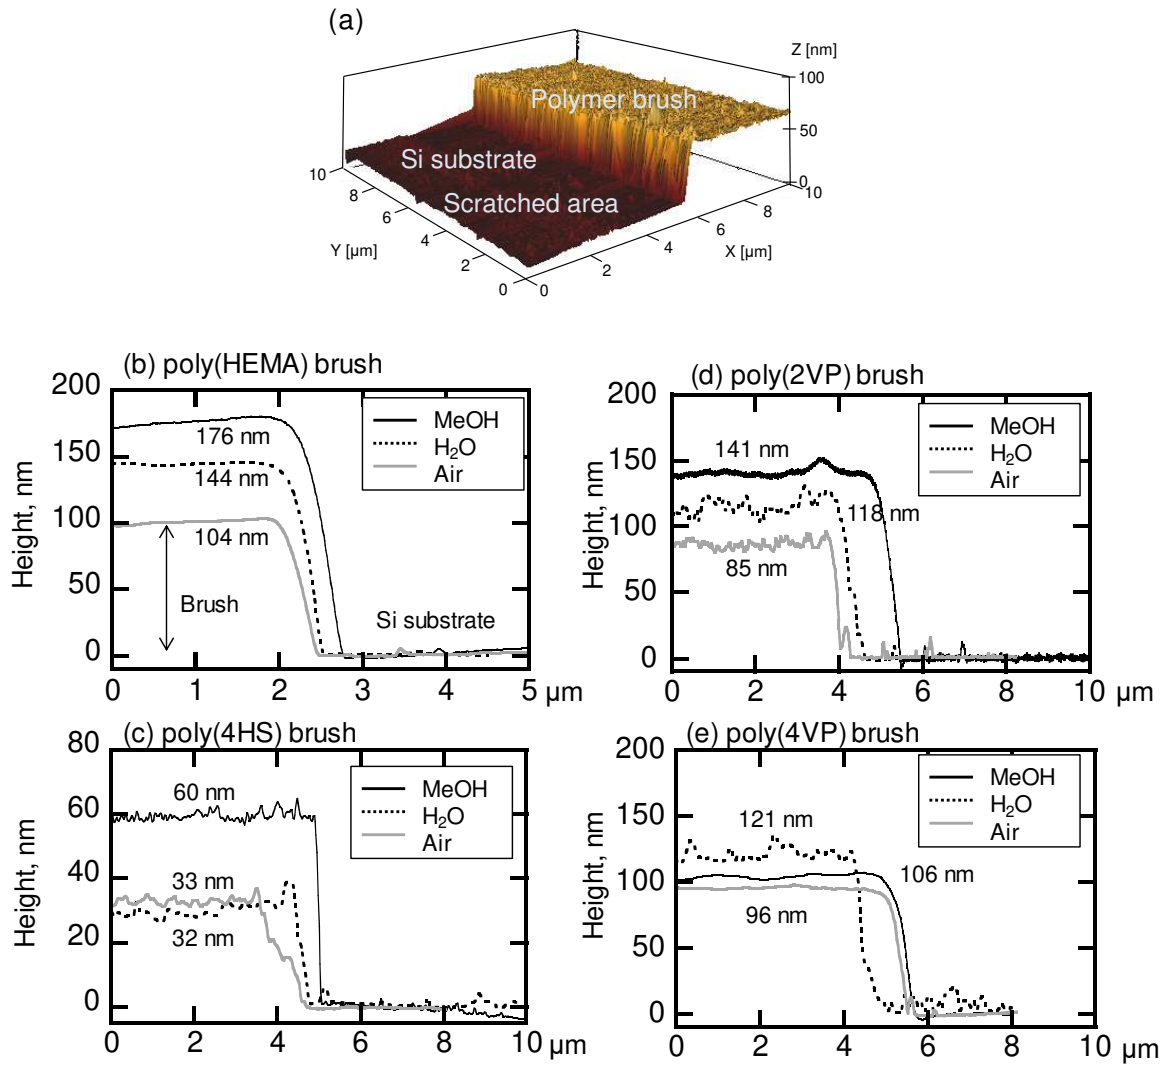 (a)
Z [nm]
100
50
0
Polymer brush
Si substrate
Scratched area
10
8
6
4
2
0
Y [µm]
0
2
4
6
8
10
X [µm]
(b) poly(HEMA) brush
200
150
100
50
0
Height, nm
MeOH
H₂O
Air
176 nm
144 nm
104 nm
Brush
Si substrate
0 1 2 3 4 5 µm
(d) poly(2VP) brush
200
150
100
50
0
Height, nm
MeOH
H₂O
Air
141 nm
118 nm
85 nm
0 2 4 6 8 10 µm
(c) poly(4HS) brush
80
60
40
20
0
Height, nm
MeOH
H₂O
Air
60 nm
33 nm
32 nm
0 2 4 6 8 10 µm
(e) poly(4VP) brush
200
150
100
50
0
Height, nm
MeOH
H₂O
Air
121 nm
106 nm
96 nm
0 2 4 6 8 10 µm